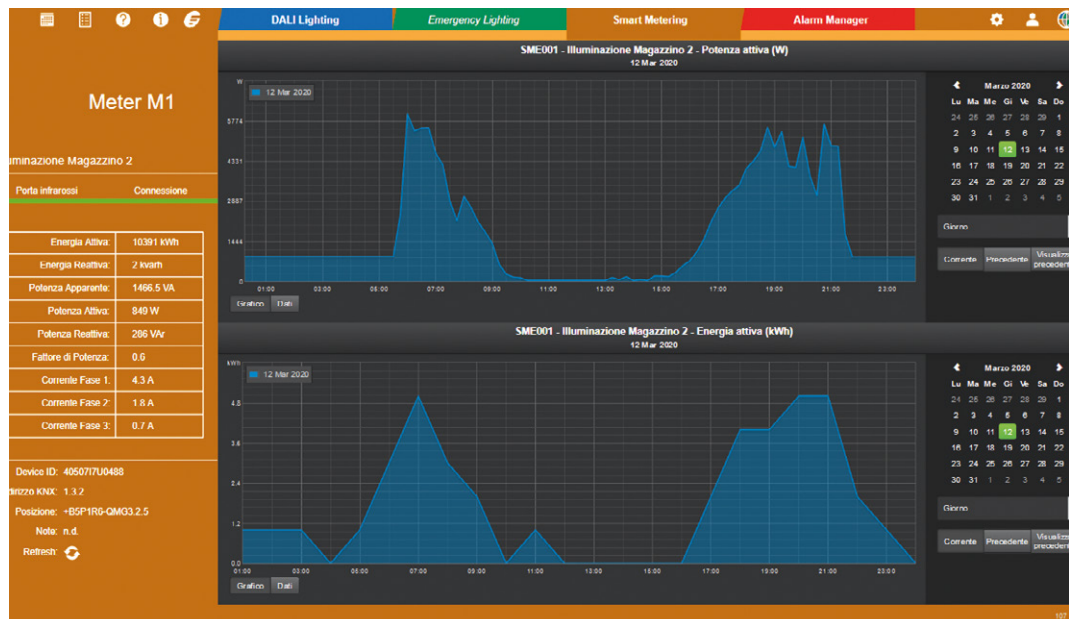 DALI Lighting
Emergency Lighting
Smart Metering
Alarm Manager
Meter M1
uminazione Magazzino 2
Porta infrarossi Connessione
Energia Attiva: 10391 kWh
Energia Reattiva: 2 kvarh
Potenza Apparente: 1466.5 VA
Potenza Attiva: 849 W
Potenza Reattiva: 266 VAr
Fattore di Potenza: 0.6
Corrente Fase 1: 4.3 A
Corrente Fase 2: 1.8 A
Corrente Fase 3: 0.7 A
Device ID: 40507I7U0488
dirizzo KNX: 1.3.2
Posizione: +B5P1R6-QMG3.2.5
Note: n.d.
Refresh:
SME001 - Illuminazione Magazzino 2 - Potenza attiva (W)
12 Mar 2020
W
12 Mar 2020
5774
4331
2887
1444
0
01:00 03:00 05:00 07:00 09:00 11:00 13:00 15:00 17:00 19:00 21:00 23:00
Grafico Dati
Marzo 2020
Lu Ma Me Gi Ve Sa Do
24 25 26 27 28 29 1
2 3 4 5 6 7 8
9 10 11 12 13 14 15
16 17 18 19 20 21 22
23 24 25 26 27 28 29
30 31 1 2 3 4 5
Giorno
Corrente Precedente Visualizz
preceden
SME001 - Illuminazione Magazzino 2 - Energia attiva (kWh)
12 Mar 2020
kWh
12 Mar 2020
4.8
3.6
2.4
1.2
0.0
01:00 03:00 05:00 07:00 09:00 11:00 13:00 15:00 17:00 19:00 21:00 23:00
Grafico Dati
Marzo 2020
Lu Ma Me Gi Ve Sa Do
24 25 26 27 28 29 1
2 3 4 5 6 7 8
9 10 11 12 13 14 15
16 17 18 19 20 21 22
23 24 25 26 27 28 29
30 31 1 2 3 4 5
Giorno
Corrente Precedente Visualizz
preceden